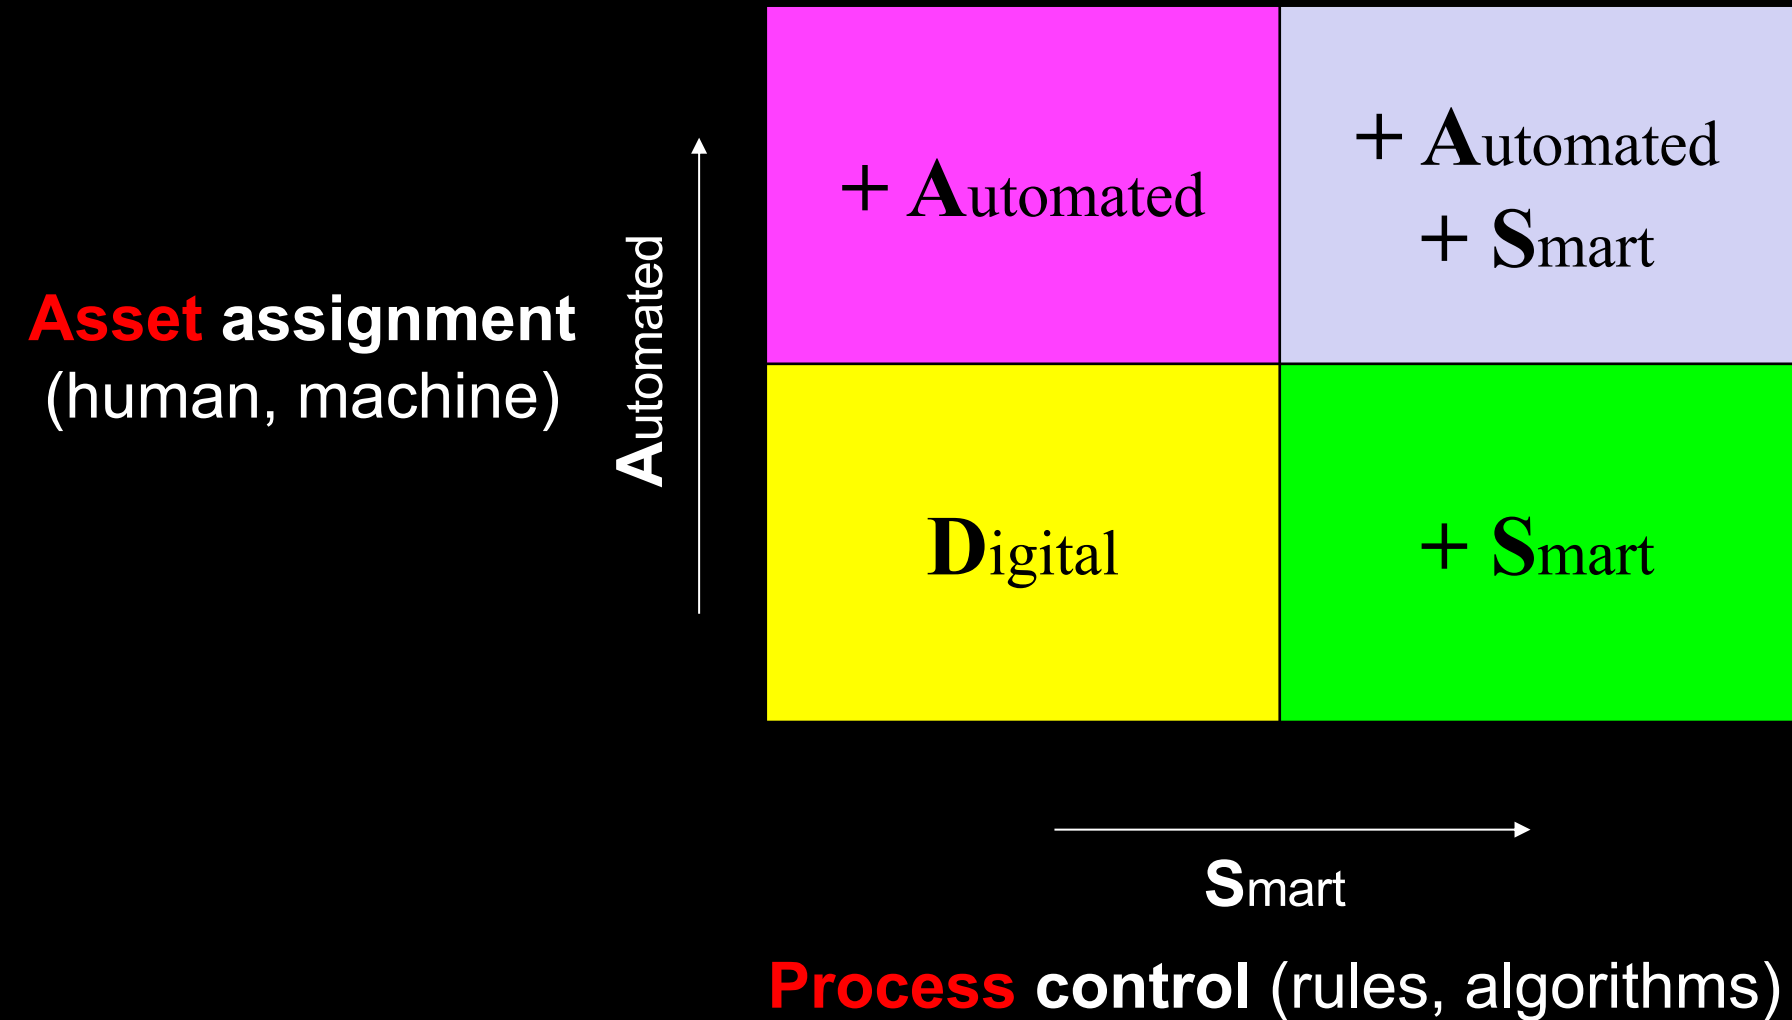 + Automated
+ Automated
+ Smart
Asset assignment
(human, machine)
Automated
Digital
+ Smart
Smart
Process control (rules, algorithms)